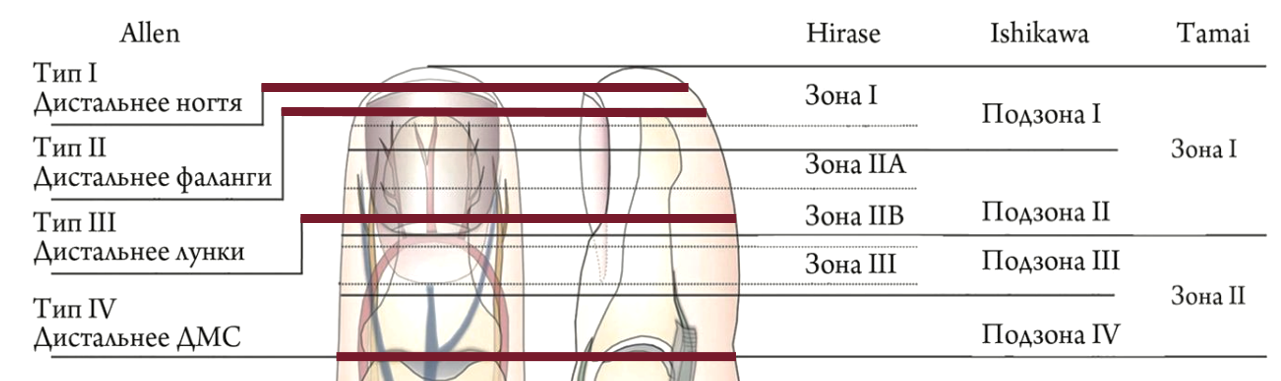 Allen
Hirase
Ishikawa
Tamai
Тип I
Дистальнее ногтя
Тип II
Дистальнее фаланги
Тип III
Дистальнее лунки
Тип IV
Дистальнее ДМС
Зона I
Зона IIA
Зона IIB
Зона III
Подзона I
Подзона II
Подзона III
Подзона IV
Зона I
Зона II